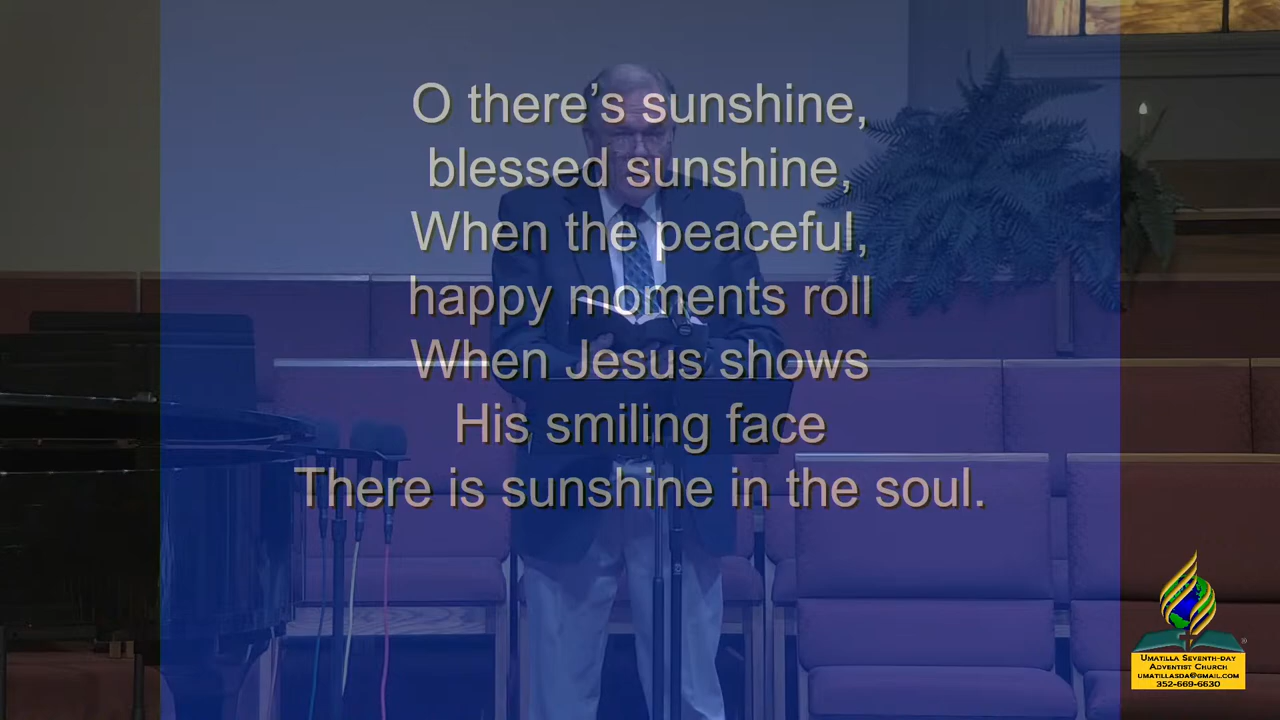 O there’s sunshine,
blessed sunshine,
When the peaceful,
happy moments roll
When Jesus shows
His smiling face
There is sunshine in the soul.
Umatilla Seventh-day
Adventist Church
umatillasda@gmail.com
352-669-6630